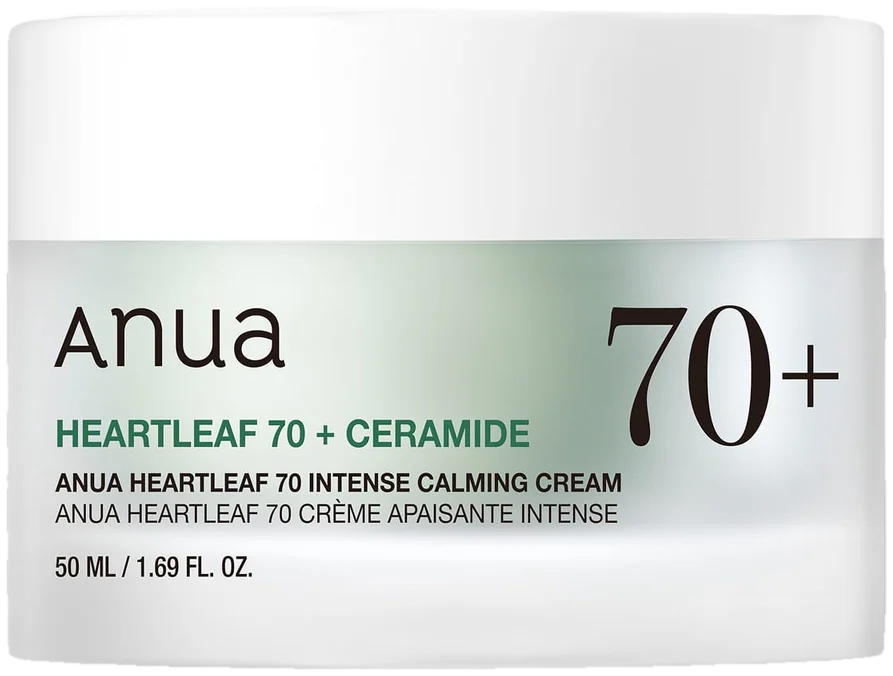 Anua
70+
HEARTLEAF 70 + CERAMIDE
ANUA HEARTLEAF 70 INTENSE CALMING CREAM
ANUA HEARTLEAF 70 CRÈME APAISANTE INTENSE
50 ML / 1.69 FL. OZ.